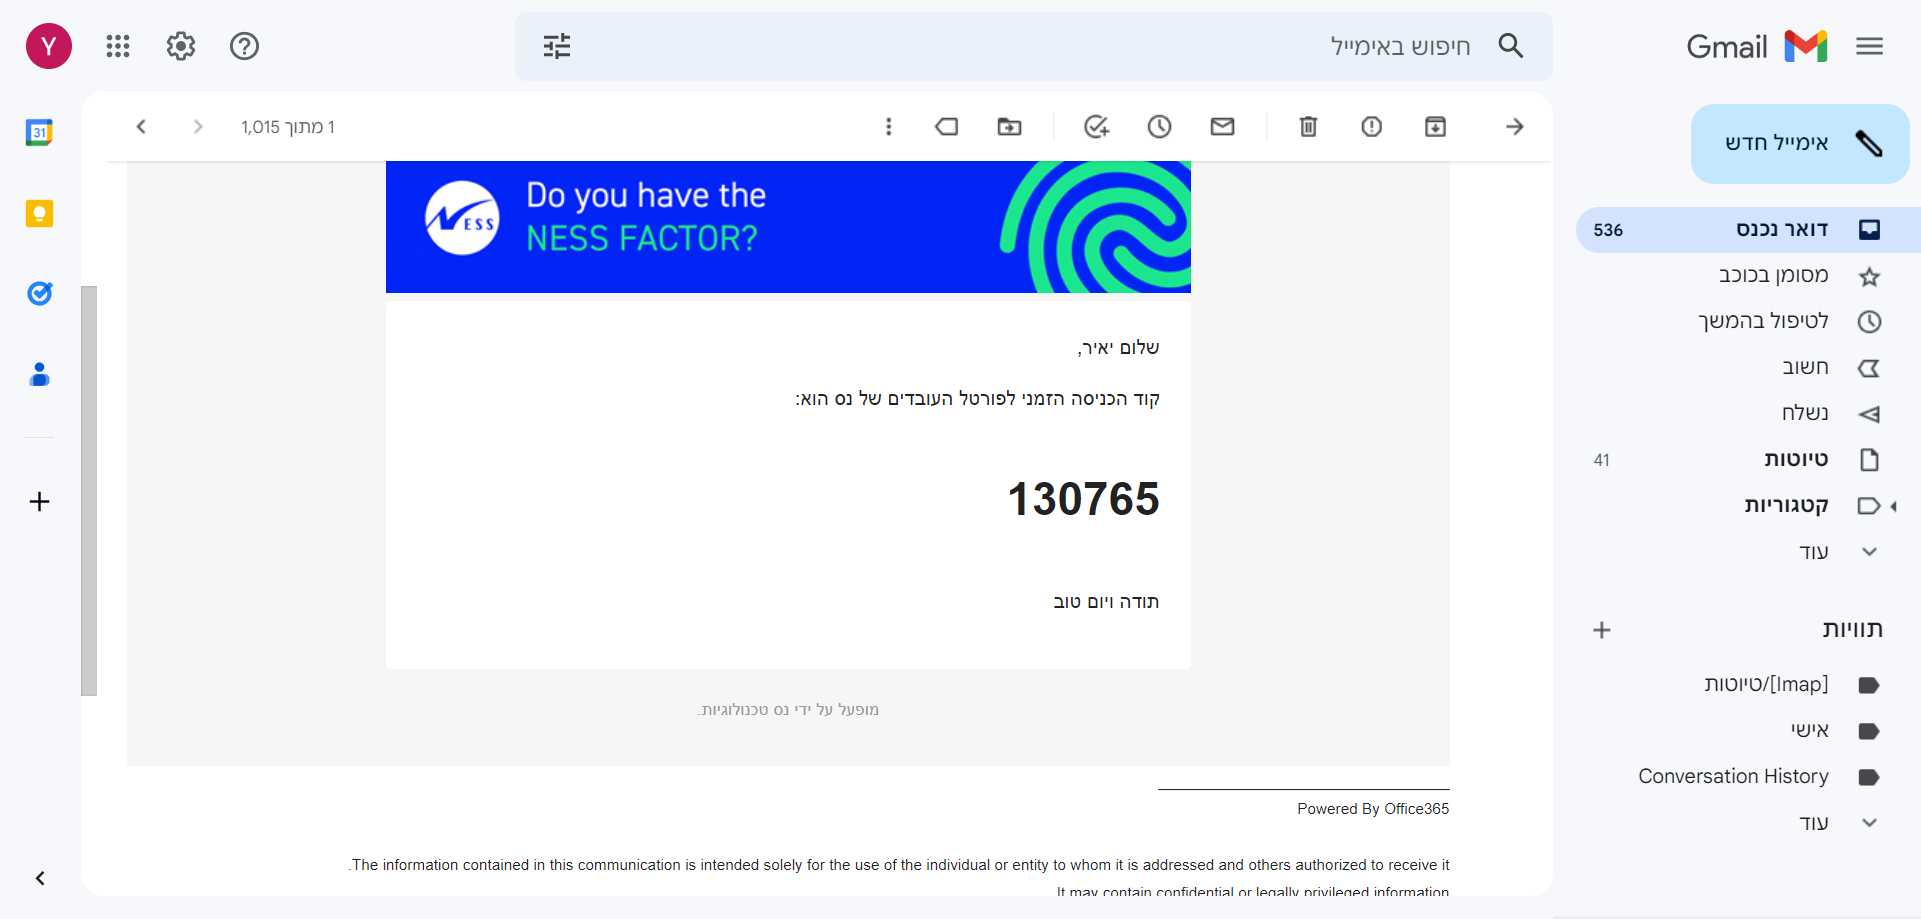 Gmail
חיפוש באימייל
Y
אימייל חדש
דואר נכנס 536
מסומן בכוכב
לטיפול בהמשך
חשוב
נשלח
טיוטות 41
קטגוריות
עוד
תוויות
[Imap]/טיוטות
אישי
Conversation History
עוד
1 מתוך 1,015
31
NESS
Do you have the
NESS FACTOR?
שלום יאיר,
קוד הכניסה הזמני לפורטל העובדים של נס הוא:
130765
תודה ויום טוב
מופעל על ידי נס טכנולוגיות.
Powered By Office365
The information contained in this communication is intended solely for the use of the individual or entity to whom it is addressed and others authorized to receive it.
It may contain confidential or legally privileged information